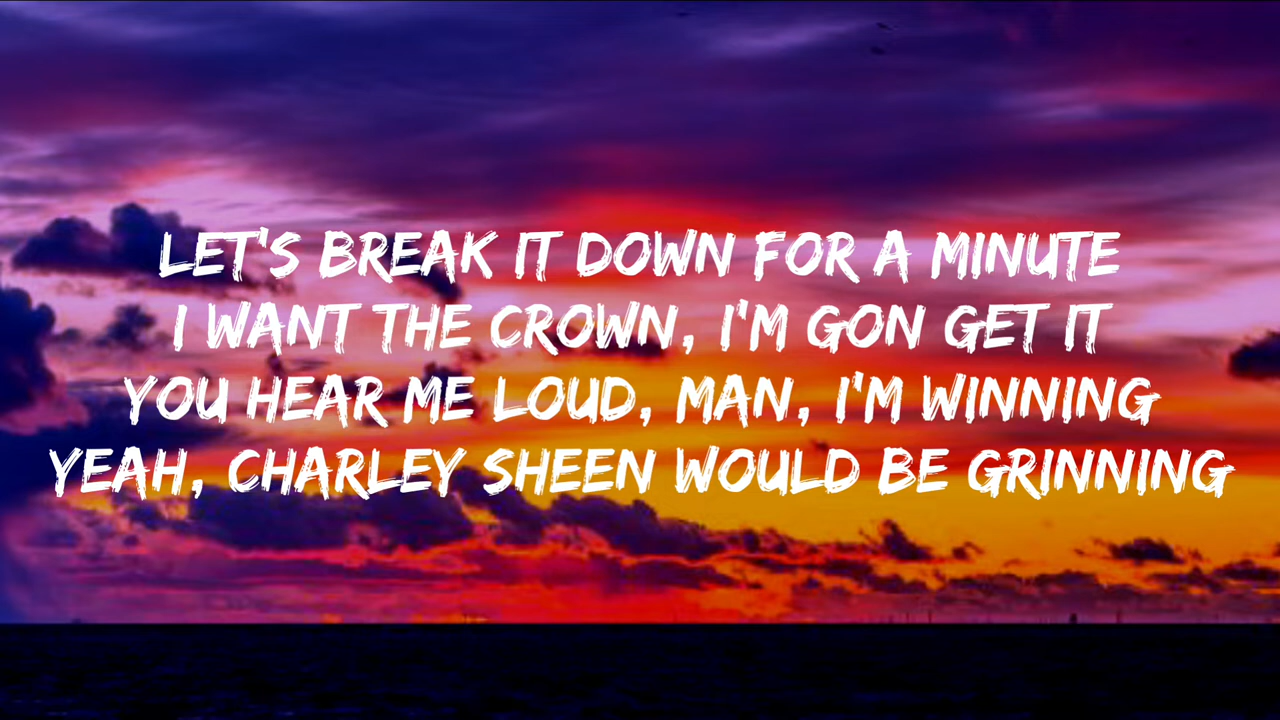 LET'S BREAK IT DOWN FOR A MINUTE
I WANT THE CROWN, I'M GON GET IT
YOU HEAR ME LOUD, MAN, I'M WINNING
YEAH, CHARLEY SHEEN WOULD BE GRINNING